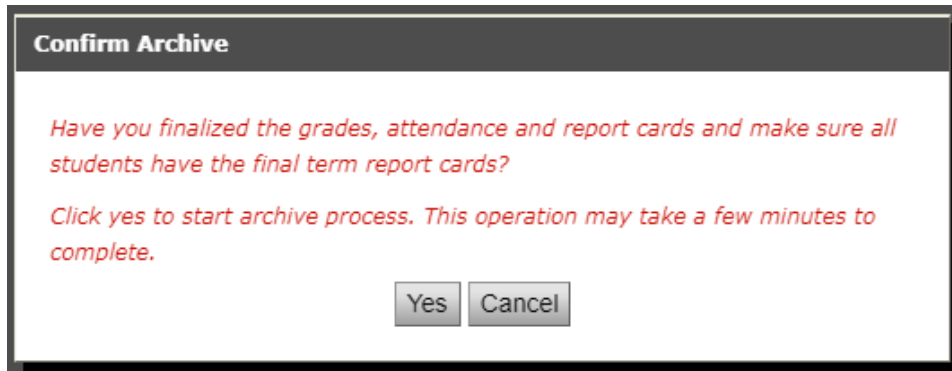 Confirm Archive
Have you finalized the grades, attendance and report cards and make sure all
students have the final term report cards?
Click yes to start archive process. This operation may take a few minutes to
complete.
Yes Cancel